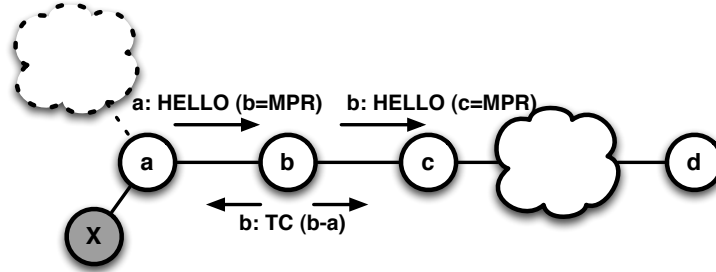 a: HELLO (b=MPR) b: HELLO (c=MPR)
a b c d
b: TC (b-a)
X